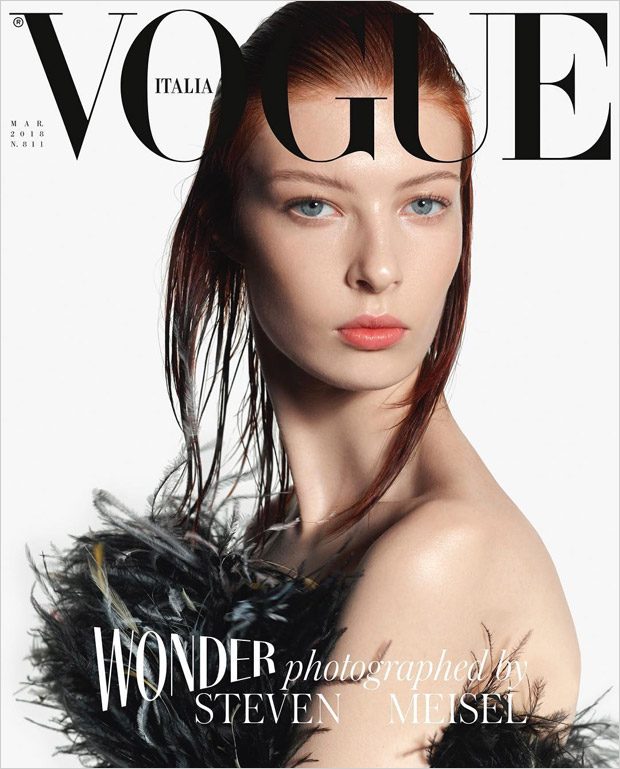 ®
VOGUE
ITALIA
MAR.
2018
N.811
WONDER photographed by
STEVEN MEISEL